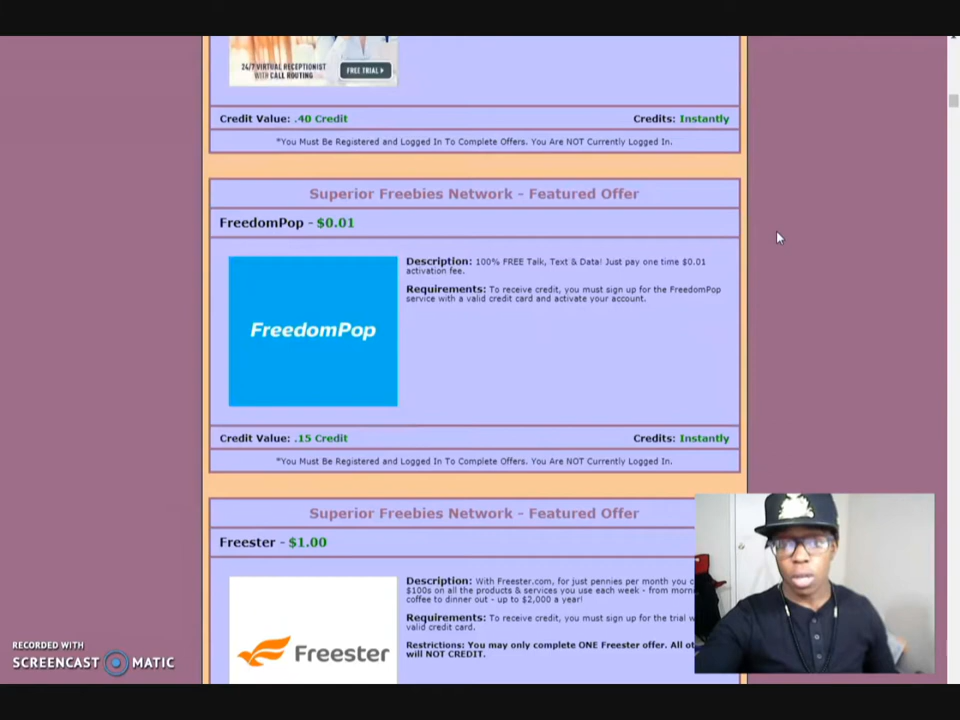 24/7 VIRTUAL RECEPTIONIST
WITH CALL ROUTING
FREE TRIAL
Credit Value: .40 Credit
Credits: Instantly
*You Must Be Registered and Logged In To Complete Offers. You Are NOT Currently Logged In.
Superior Freebies Network - Featured Offer
FreedomPop - $0.01
FreedomPop
Description: 100% FREE Talk, Text & Data! Just pay one time $0.01
activation fee.
Requirements: To receive credit, you must sign up for the FreedomPop
service with a valid credit card and activate your account.
Credit Value: .15 Credit
Credits: Instantly
*You Must Be Registered and Logged In To Complete Offers. You Are NOT Currently Logged In.
Superior Freebies Network - Featured Offer
Freester - $1.00
Freester
Description: With Freester.com, for just pennies per month you c
$100s on all the products & services you use each week - from morn
coffee to dinner out - up to $2,000 a year!
Requirements: To receive credit, you must sign up for the trial w
valid credit card.
Restrictions: You may only complete ONE Freester offer. All ot
will NOT CREDIT.
RECORDED WITH
SCREENCAST MATIC